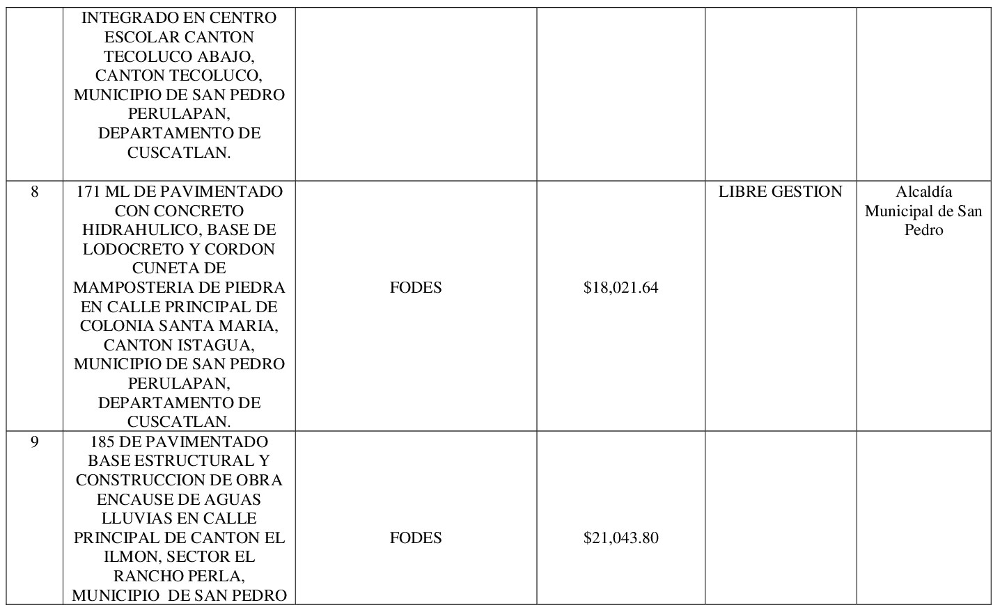 INTEGRADO EN CENTRO
ESCOLAR CANTON
TECOLUCO ABAJO,
CANTON TECOLUCO,
MUNICIPIO DE SAN PEDRO
PERULAPAN,
DEPARTAMENTO DE
CUSCATLAN.
8
171 ML DE PAVIMENTADO
CON CONCRETO
HIDRAHULICO, BASE DE
LODOCRETO Y CORDON
CUNETA DE
MAMPOSTERIA DE PIEDRA
EN CALLE PRINCIPAL DE
COLONIA SANTA MARIA,
CANTON ISTAGUA,
MUNICIPIO DE SAN PEDRO
PERULAPAN,
DEPARTAMENTO DE
CUSCATLAN.
FODES
$18,021.64
LIBRE GESTION
Alcaldía
Municipal de San
Pedro
9
185 DE PAVIMENTADO
BASE ESTRUCTURAL Y
CONSTRUCCION DE OBRA
ENCAUSE DE AGUAS
LLUVIAS EN CALLE
PRINCIPAL DE CANTON EL
ILMON, SECTOR EL
RANCHO PERLA,
MUNICIPIO  DE SAN PEDRO
FODES
$21,043.80